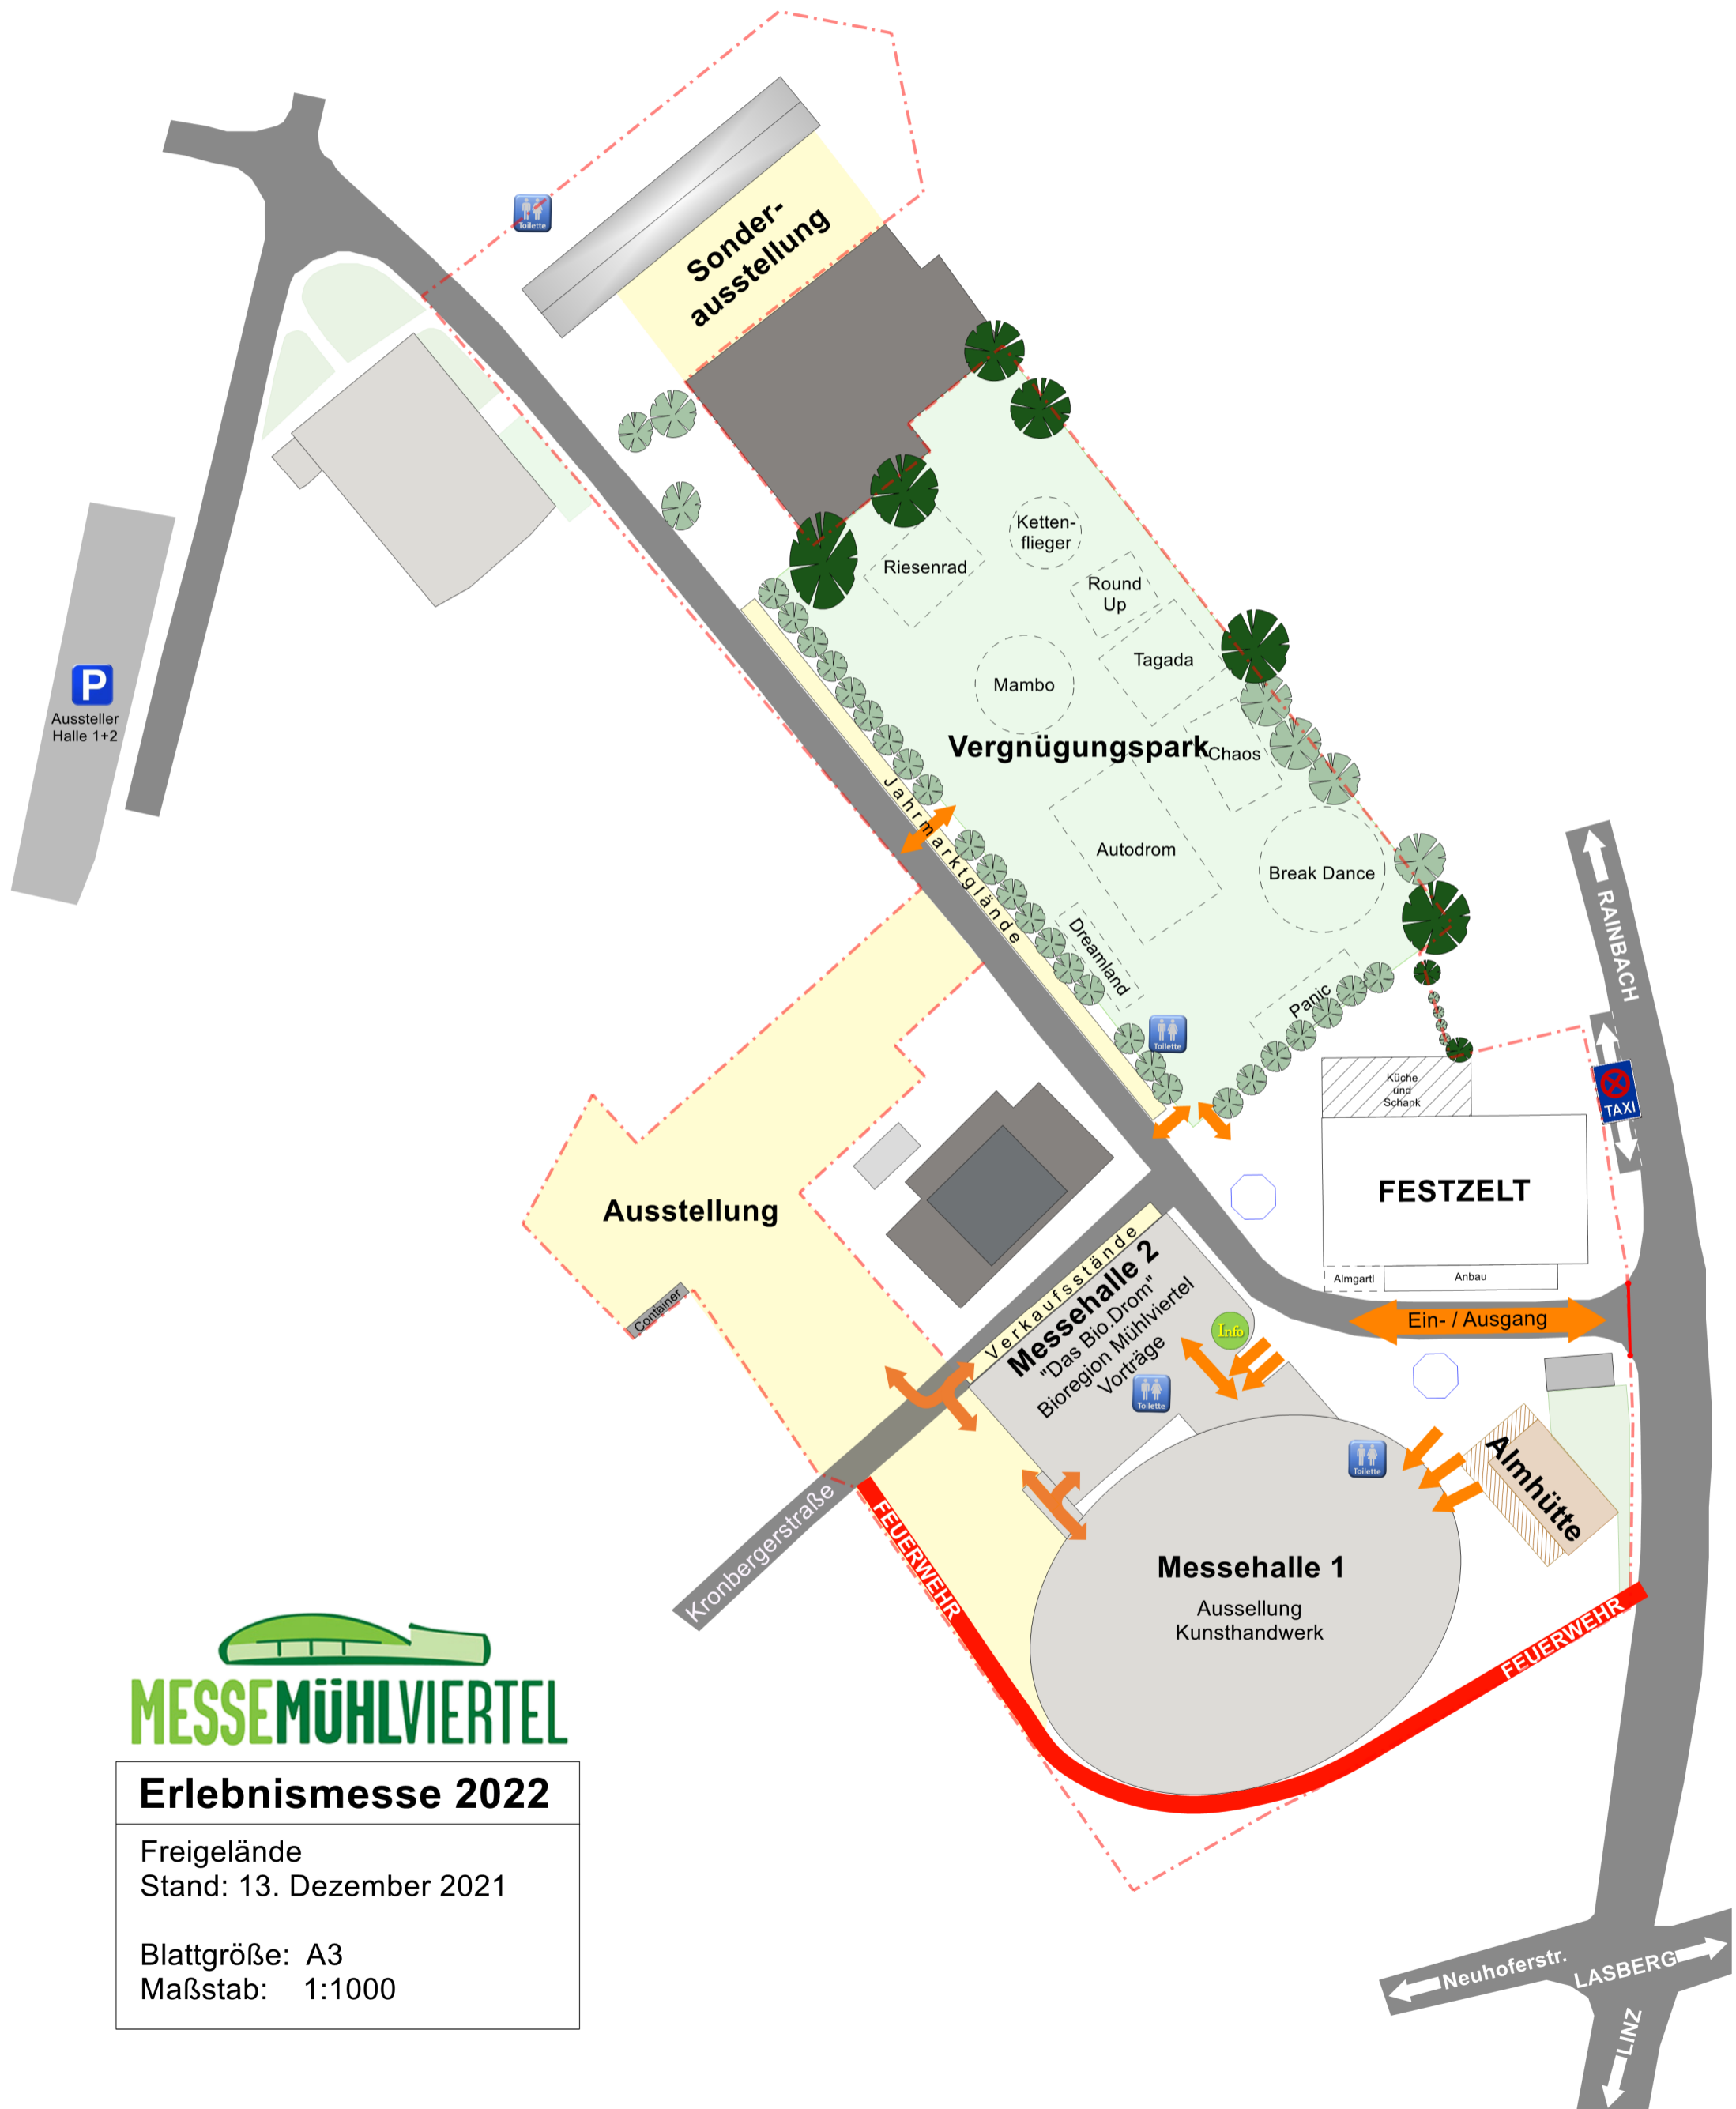 Toilette
Sonder-
ausstellung
Ketten-
flieger
Riesenrad
Round
Up
Tagada
Mambo
P
Aussteller
Halle 1+2
Vergnügungspark
Chaos
Jahrmarktglände
Autodrom
Break Dance
Dreamland
Panic
Toilette
RAINBACH
TAXI
Küche
und
Schank
FESTZELT
Almgartl
Anbau
Ein- / Ausgang
Ausstellung
Container
Verkaufsstände
Messehalle 2
"Das Bio.Drom"
Bioregion Mühlviertel
Vorträge
Info
Toilette
Toilette
Almhütte
Kronbergerstraße
FEUERWEHR
Messehalle 1
Aussellung
Kunsthandwerk
FEUERWEHR
MESSEMÜHLVIERTEL
Erlebnismesse 2022
Freigelände
Stand: 13. Dezember 2021
Blattgröße: A3
Maßstab: 1:1000
Neuhoferstr.
LASBERG
LINZ